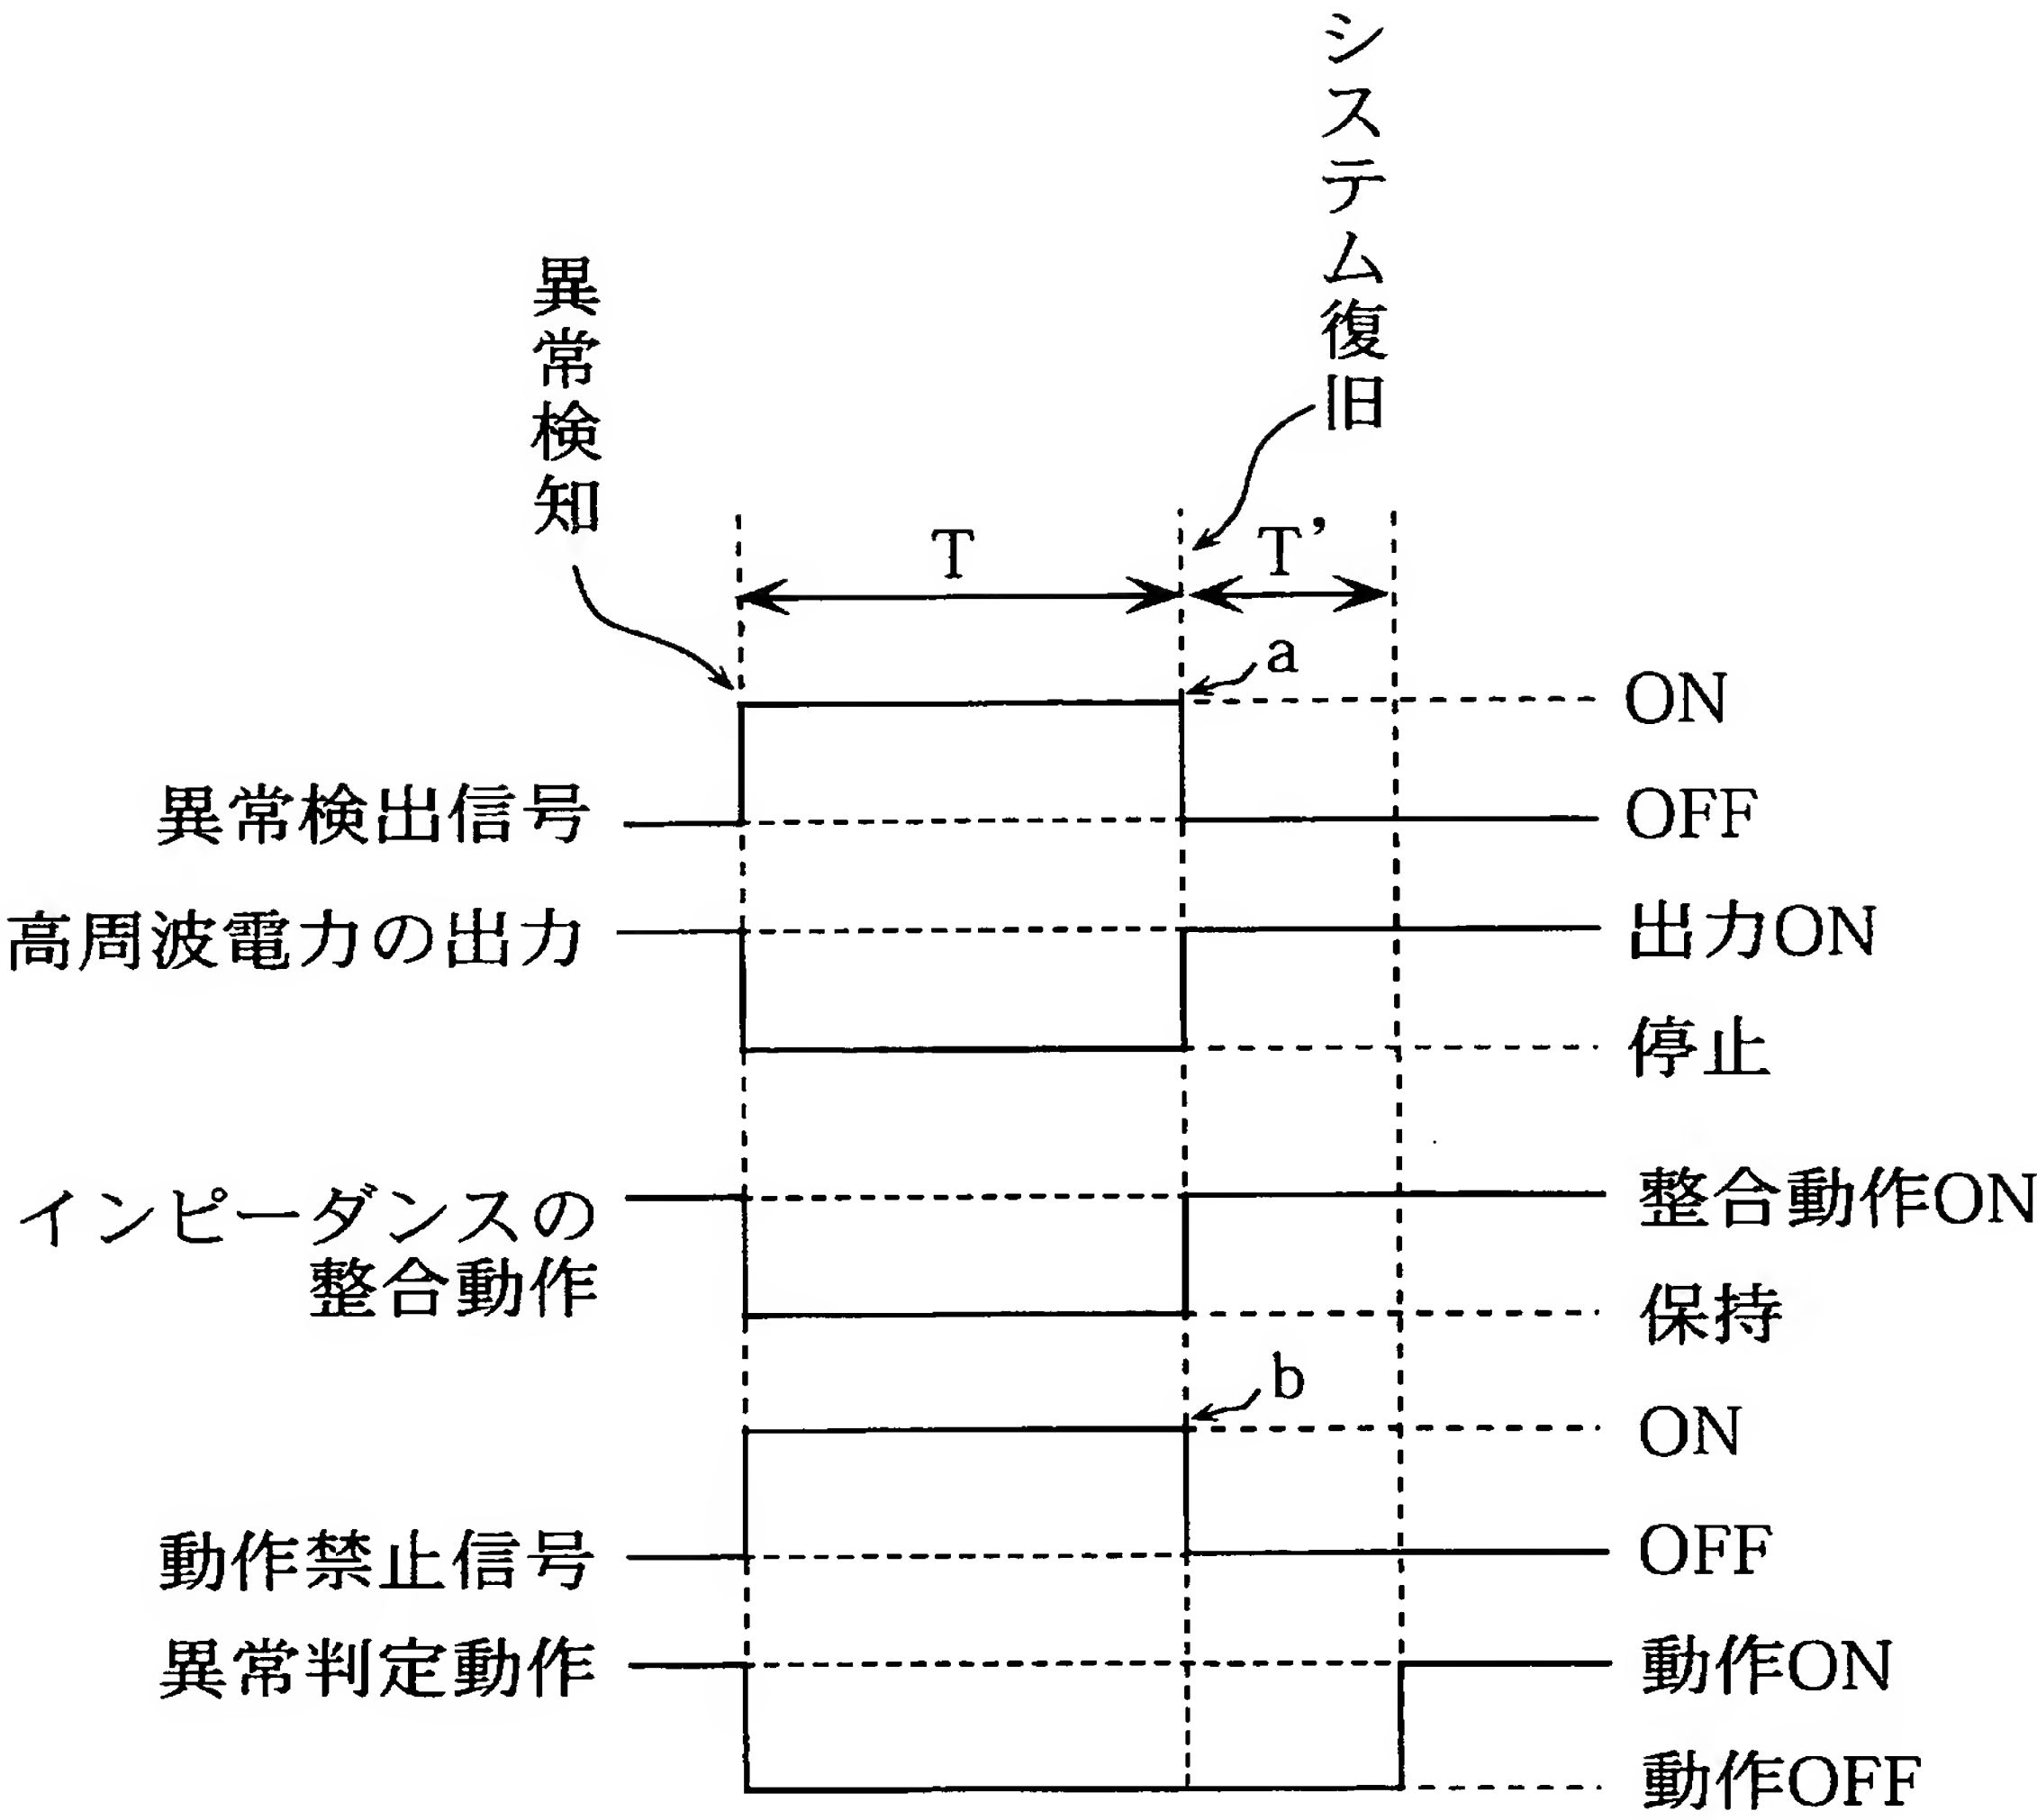 システム復旧
異常検知
T
T’
a
ON
異常検出信号
OFF
高周波電力の出力
出力ON
停止
インピーダンスの
整合動作
整合動作ON
保持
b
ON
動作禁止信号
OFF
異常判定動作
動作ON
動作OFF